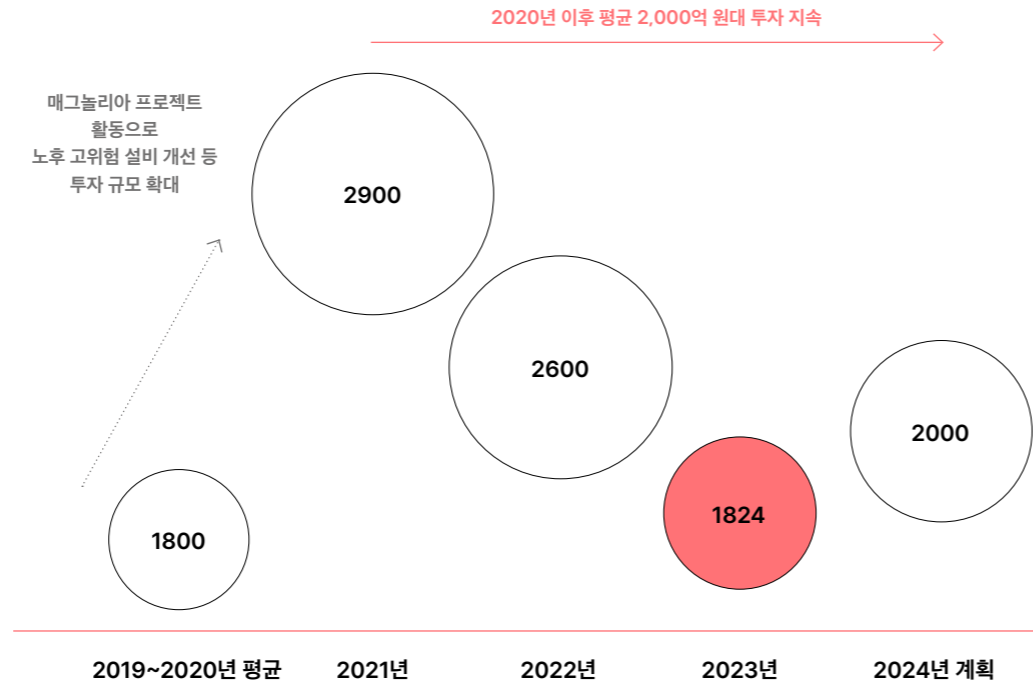 2020년 이후 평균 2,000억 원대 투자 지속
매그놀리아 프로젝트
활동으로
노후 고위험 설비 개선 등
투자 규모 확대
2900
2600
2000
1824
1800
2019~2020년 평균
2021년
2022년
2023년
2024년 계획